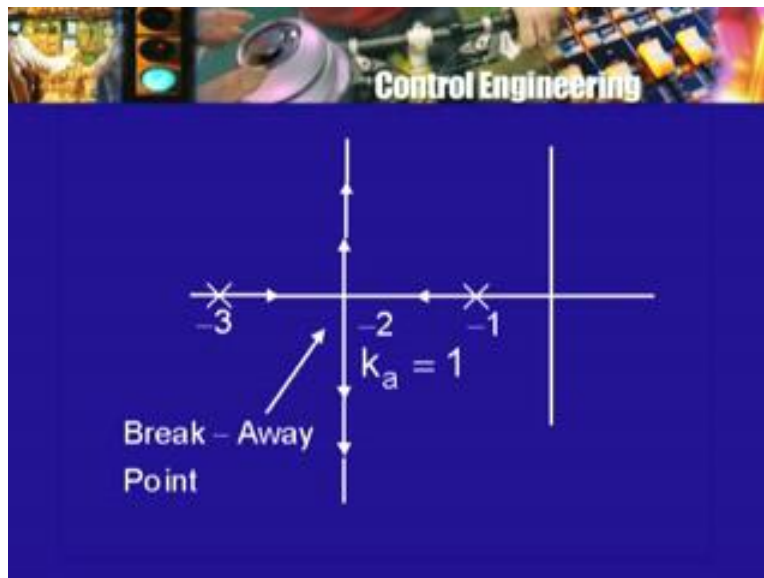 Control Engineering
−3
−2
−1
kₐ = 1
Break − Away
Point